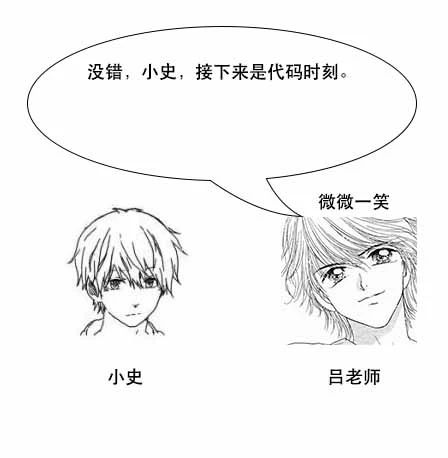 没错，小史，接下来是代码时刻。
微微一笑
小史
吕老师